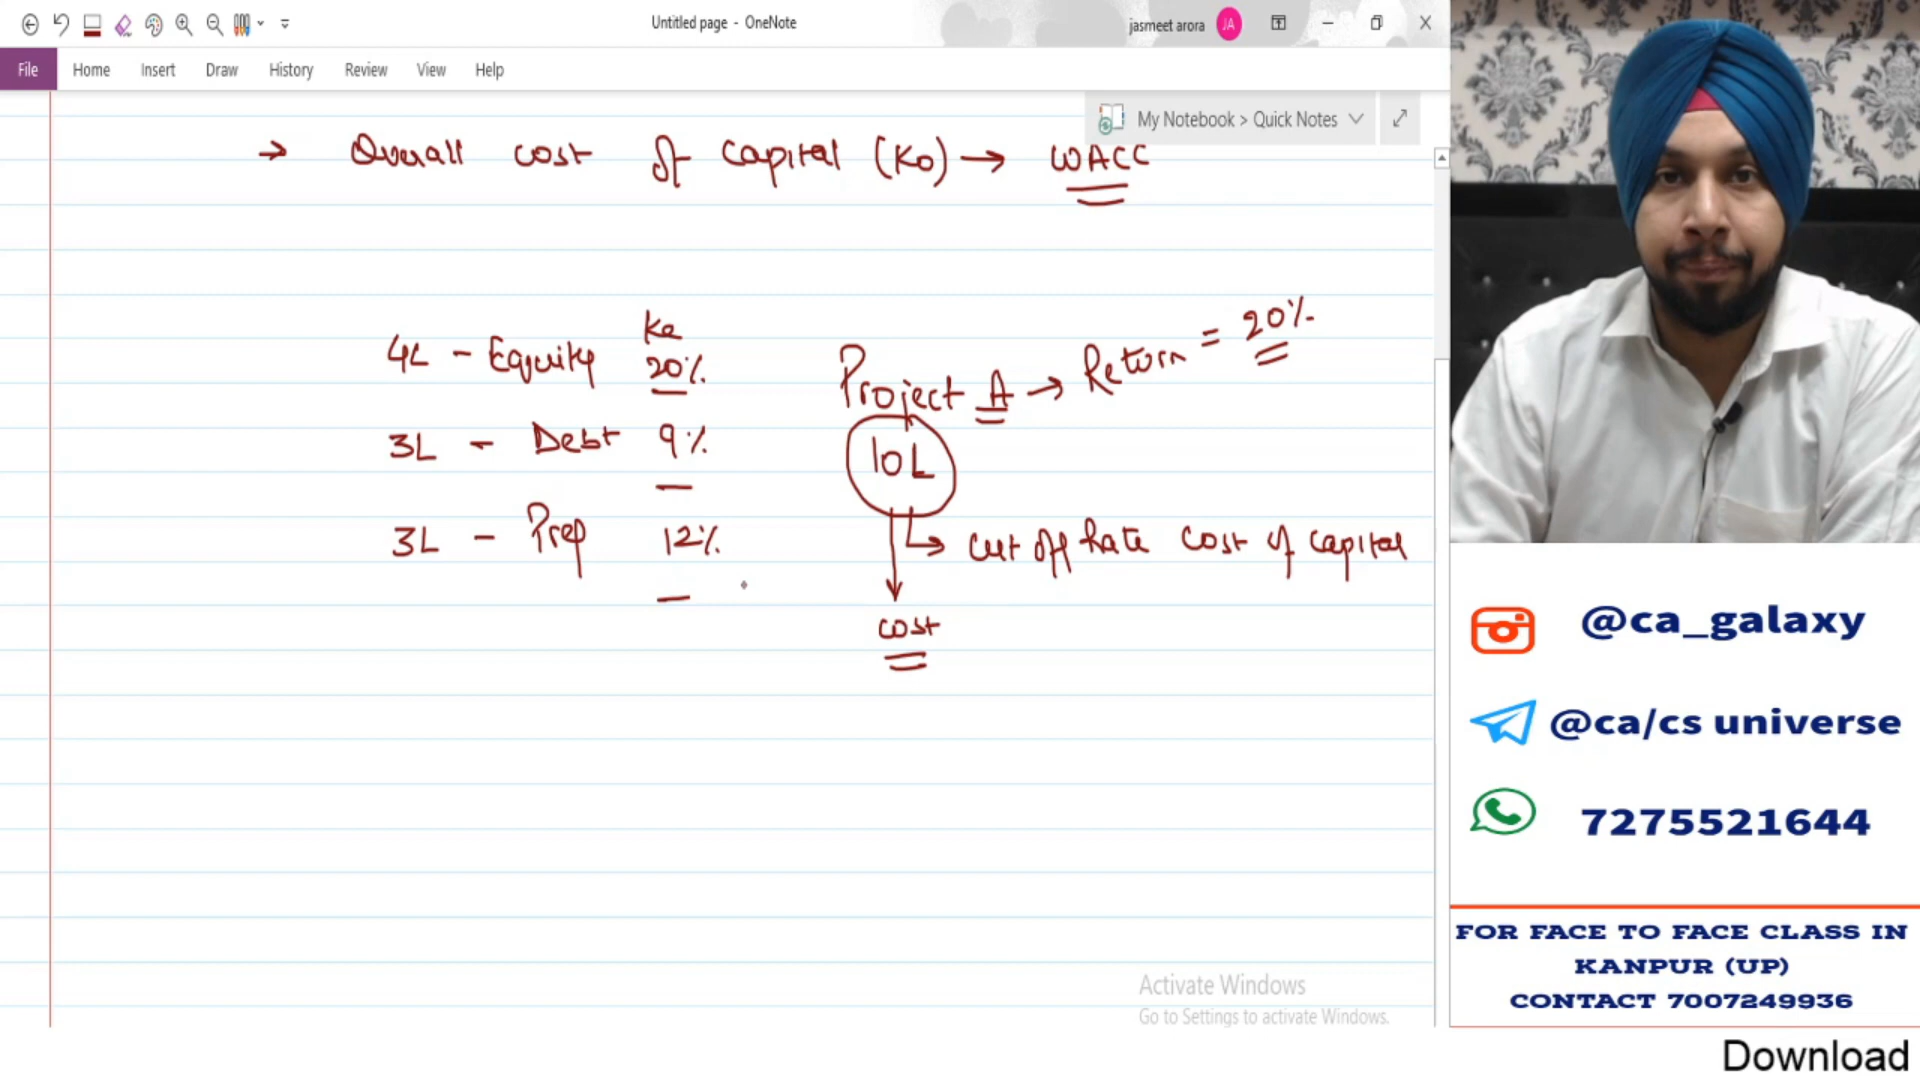 Untitled page - OneNote
jasmeet arora JA
File Home Insert Draw History Review View Help
My Notebook > Quick Notes
→ Overall cost of capital (Ko) → WACC
Ke
4L - Equity 20%
3L - Debt 9%
3L - Pref 12%
Project A → Return = 20%
10L
cut off Rate cost of capital
cost
@ca_galaxy
@ca/cs universe
7275521644
FOR FACE TO FACE CLASS IN
KANPUR (UP)
CONTACT 7007249936
Activate Windows
Go to Settings to activate Windows.
Download